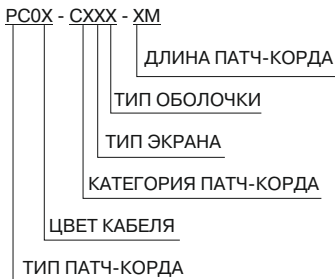 PC0X - CXXX - XM
ДЛИНА ПАТЧ-КОРДА
ТИП ОБОЛОЧКИ
ТИП ЭКРАНА
КАТЕГОРИЯ ПАТЧ-КОРДА
ЦВЕТ КАБЕЛЯ
ТИП ПАТЧ-КОРДА